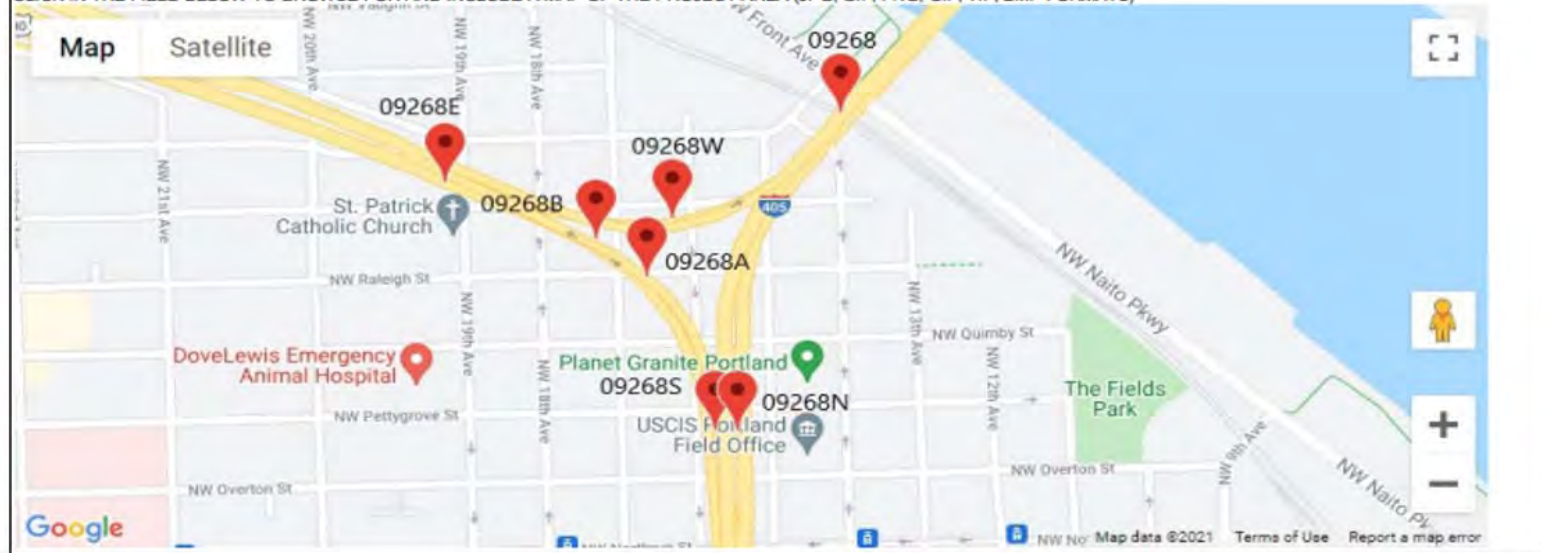 Map
Satellite
NW 20th Ave
NW 19th Ave
NW 18th Ave
NW Front Ave
09268
09268E
09268W
NW 21st Ave
St. Patrick
Catholic Church
09268B
405
09268A
NW Raleigh St
NW Naito Pkwy
NW 19th Ave
NW 13th Ave
NW Quimby St
DoveLewis Emergency
Animal Hospital
Planet Granite Portland
NW 18th Ave
NW 12th Ave
09268S
09268N
The Fields
Park
NW Pettygrove St
USCIS Portland
Field Office
NW 9th Ave
NW Overton St
NW Overton St
NW Naito
Google
Map data ©2021
Terms of Use
Report a map error